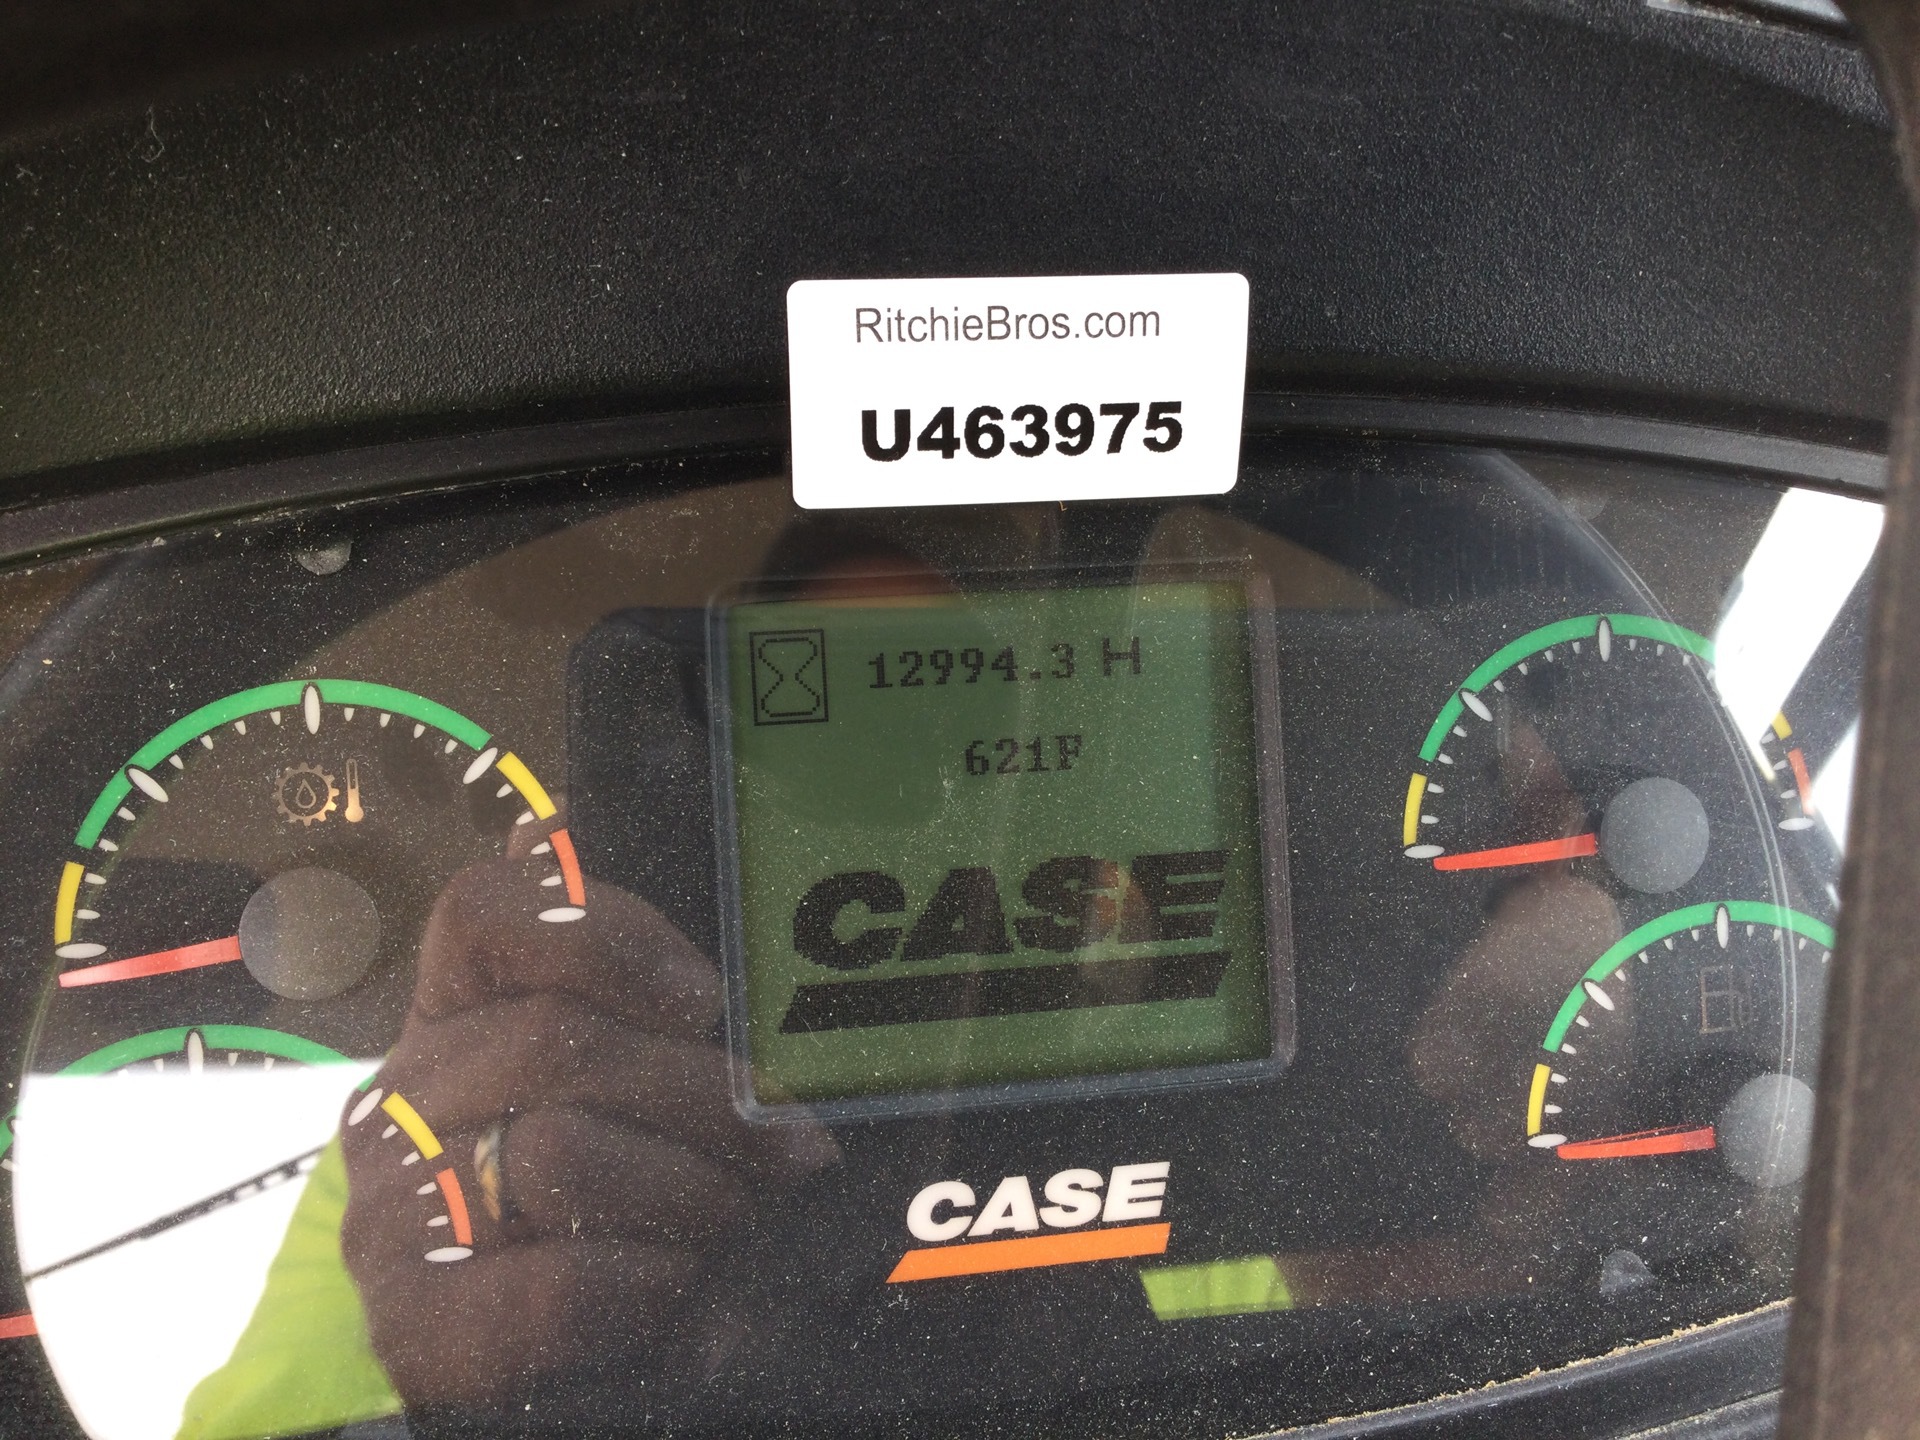 RitchieBros.com
U463975
12994.3 H
621F
CASE
CASE